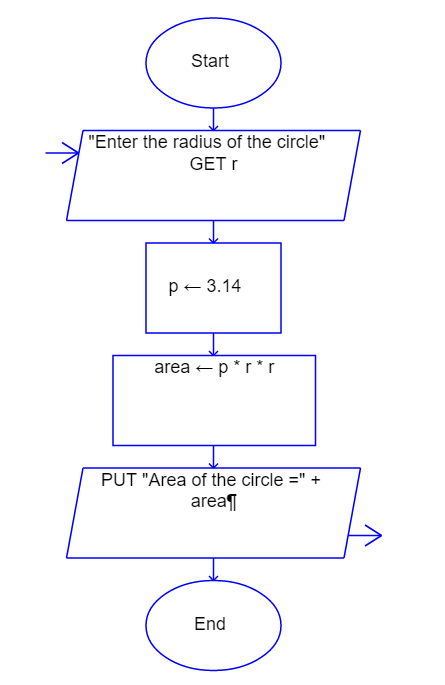 Start
"Enter the radius of the circle"
GET r
p ← 3.14
area ← p * r * r
PUT "Area of the circle =" +
area¶
End